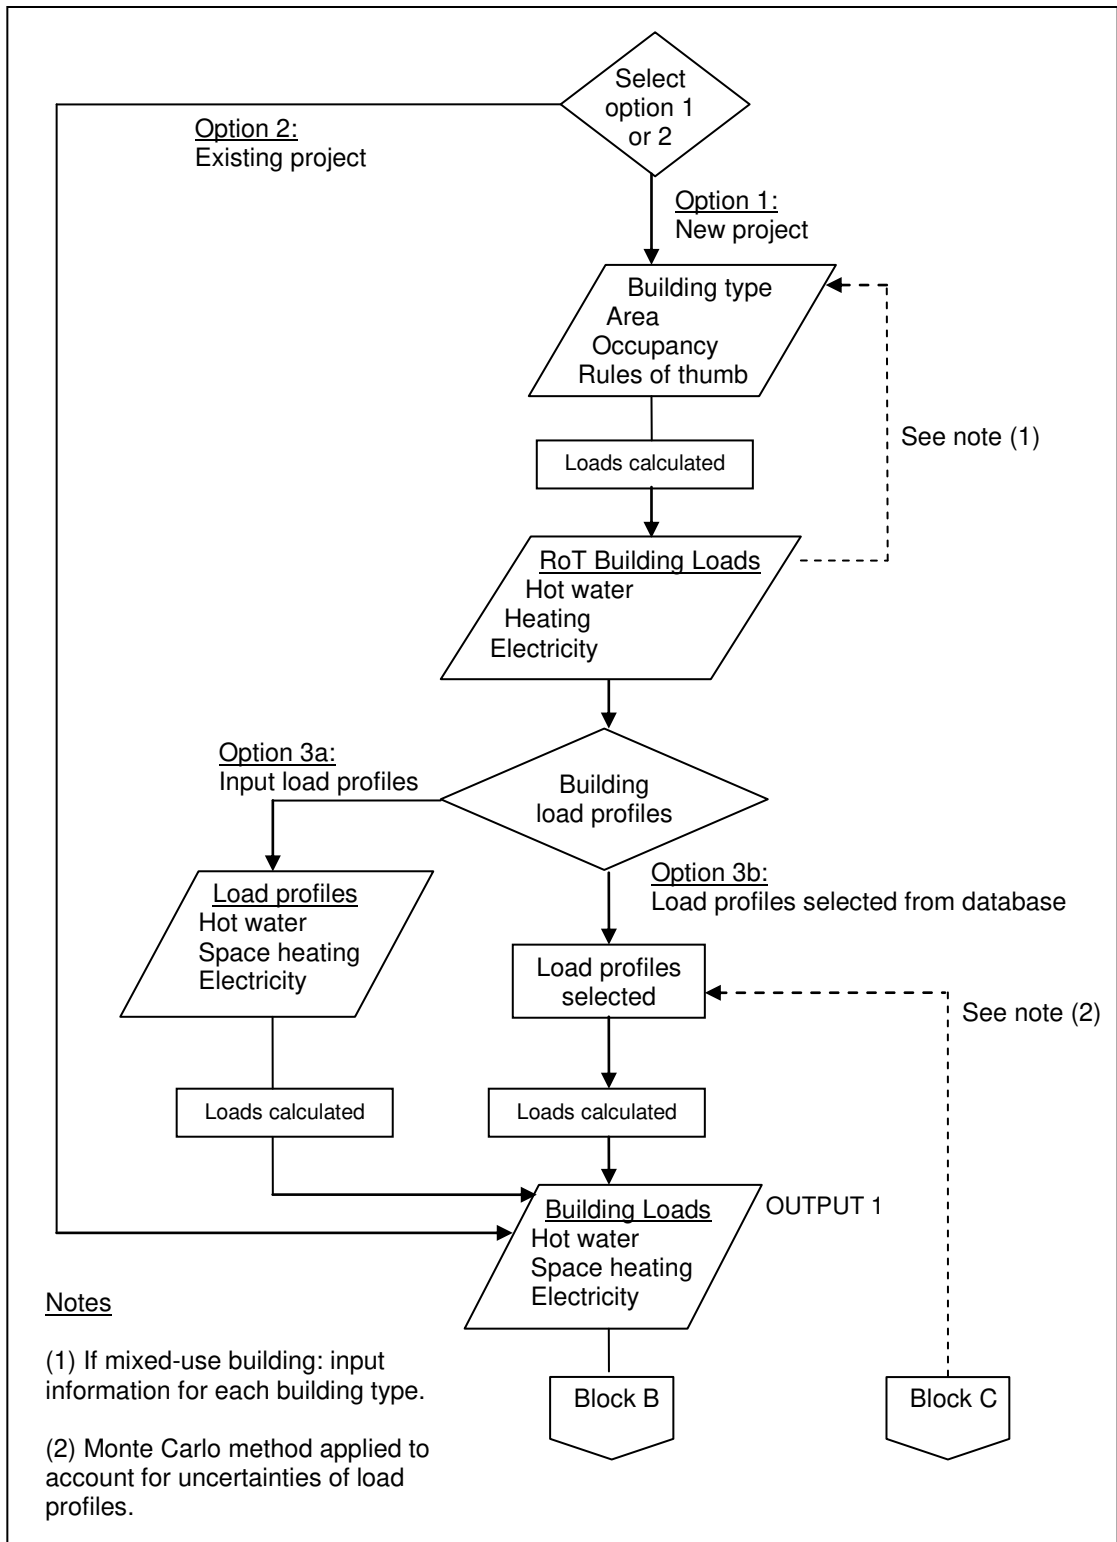 Select
option 1
or 2
Option 2:
Existing project
Option 1:
New project
Building type
Area
Occupancy
Rules of thumb
See note (1)
Loads calculated
RoT Building Loads
Hot water
Heating
Electricity
Option 3a:
Input load profiles
Building
load profiles
Option 3b:
Load profiles selected from database
Load profiles
Hot water
Space heating
Electricity
Load profiles
selected
See note (2)
Loads calculated
Loads calculated
Building Loads
Hot water
Space heating
Electricity
OUTPUT 1
Notes
(1) If mixed-use building: input
information for each building type.
(2) Monte Carlo method applied to
account for uncertainties of load
profiles.
Block B
Block C